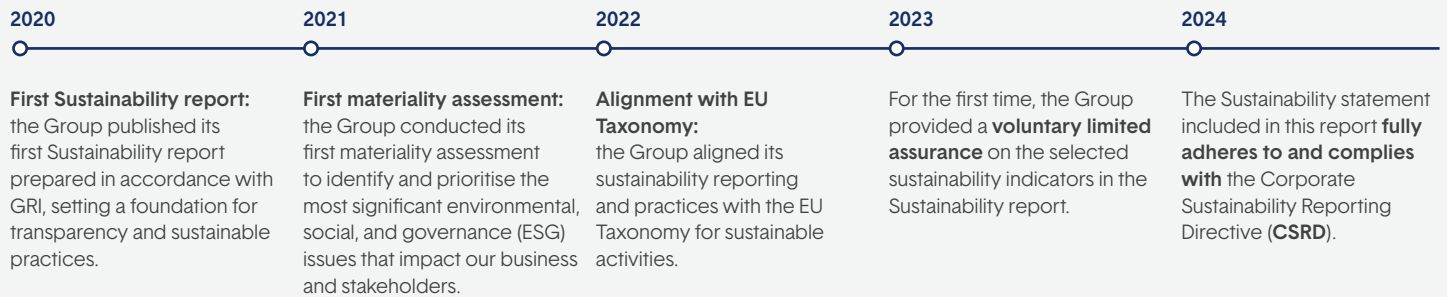 2020
First Sustainability report:
the Group published its
first Sustainability report
prepared in accordance with
GRI, setting a foundation for
transparency and sustainable
practices.
2021
First materiality assessment:
the Group conducted its
first materiality assessment
to identify and prioritise the
most significant environmental,
social, and governance (ESG)
issues that impact our business
and stakeholders.
2022
Alignment with EU
Taxonomy:
the Group aligned its
sustainability reporting
and practices with the EU
Taxonomy for sustainable
activities.
2023
For the first time, the Group
provided a voluntary limited
assurance on the selected
sustainability indicators in the
Sustainability report.
2024
The Sustainability statement
included in this report fully
adheres to and complies
with the Corporate
Sustainability Reporting
Directive (CSRD).